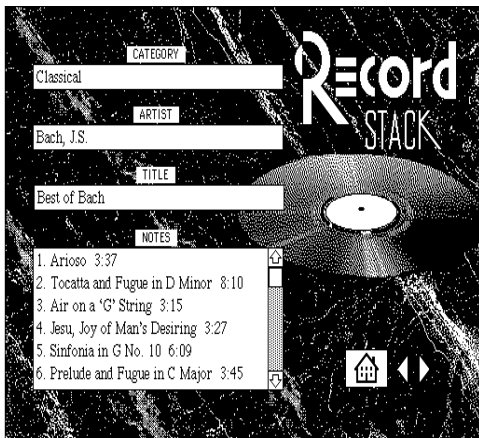 CATEGORY
Classical
ARTIST
Bach, J.S.
TITLE
Best of Bach
NOTES
1. Arioso 3:37
2. Tocatta and Fugue in D Minor 8:10
3. Air on a ‘G’ String 3:15
4. Jesu, Joy of Man's Desiring 3:27
5. Sinfonia in G No. 10 6:09
6. Prelude and Fugue in C Major 3:45
Record
STACK